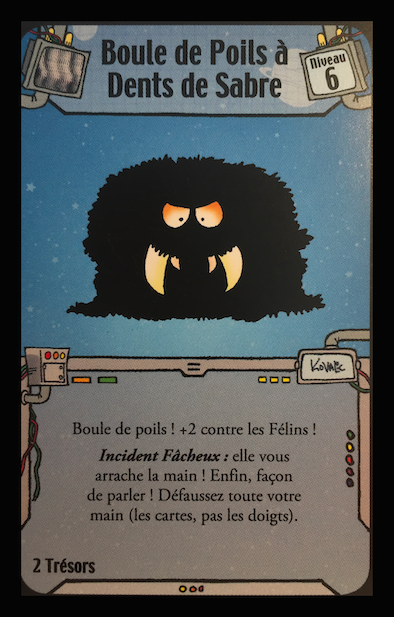 Boule de Poils à
Dents de Sabre
Niveau
6
KOVALIC
Boule de poils ! +2 contre les Félins !
Incident Fâcheux : elle vous
arrache la main ! Enfin, façon
de parler ! Défaussez toute votre
main (les cartes, pas les doigts).
2 Trésors